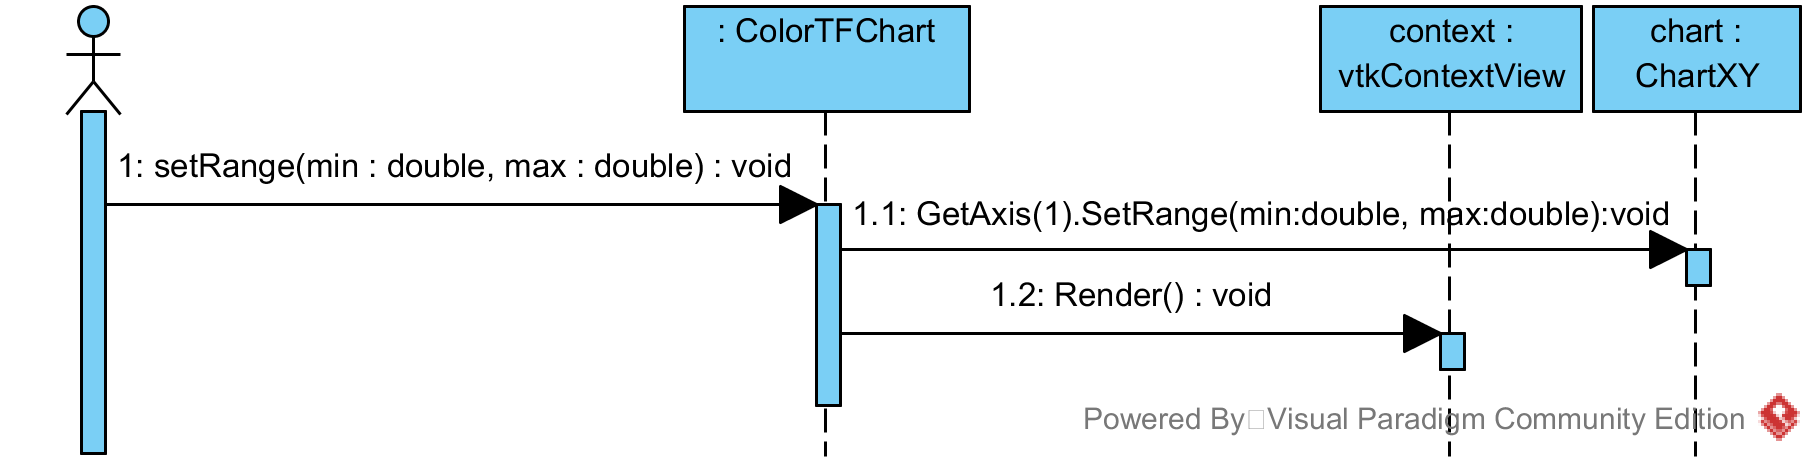 : ColorTFChart
context :
vtkContextView
chart :
ChartXY
1: setRange(min : double, max : double) : void
1.1: GetAxis(1).SetRange(min:double, max:double):void
1.2: Render() : void
Powered By Visual Paradigm Community Edition